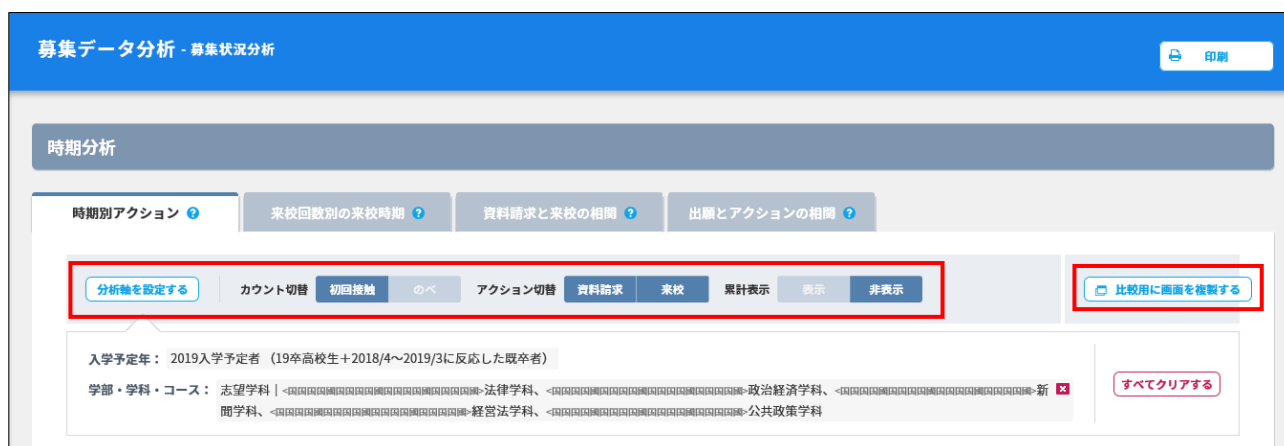 募集データ分析 - 募集状況分析
印刷
時期分析
時期別アクション ?
来校回数別の来校時期 ?
資料請求と来校の相関 ?
出願とアクションの相関 ?
分析軸を設定する カウント切替 初回接触 のべ アクション切替 資料請求 来校 累計表示 表示 非表示
比較用に画面を複製する
入学予定年： 2019入学予定者 （19卒高校生＋2018/4～2019/3に反応した既卒者）
学部・学科・コース： 志望学科 | 法律学科、 政治経済学科、 新
聞学科、 経営法学科、 公共政策学科
すべてクリアする